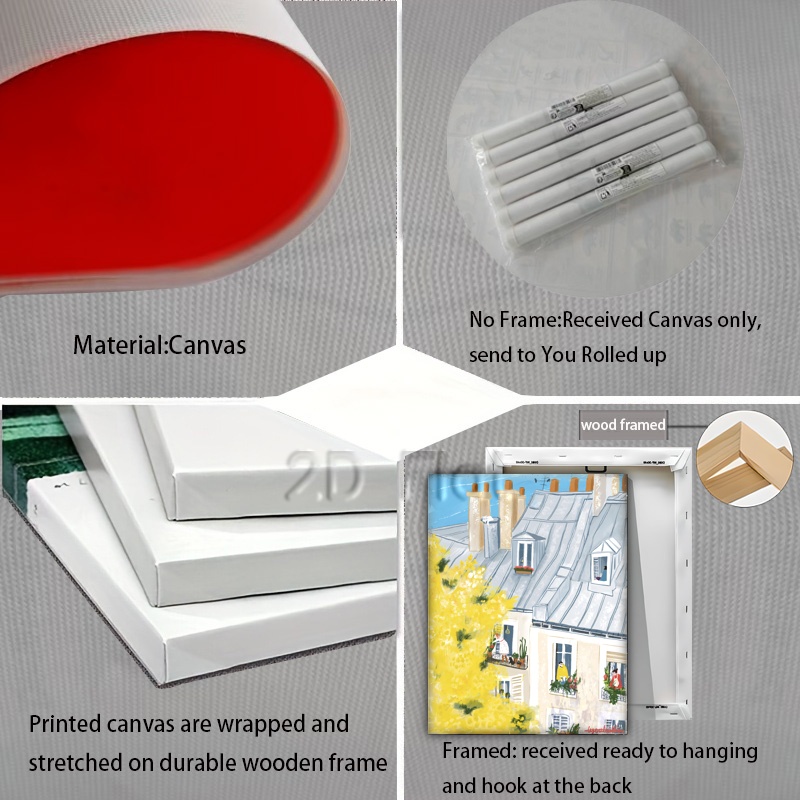 Material:Canvas
No Frame:Received Canvas only,
send to You Rolled up
wood framed
2D
Printed canvas are wrapped and
stretched on durable wooden frame
Framed: received ready to hanging
and hook at the back